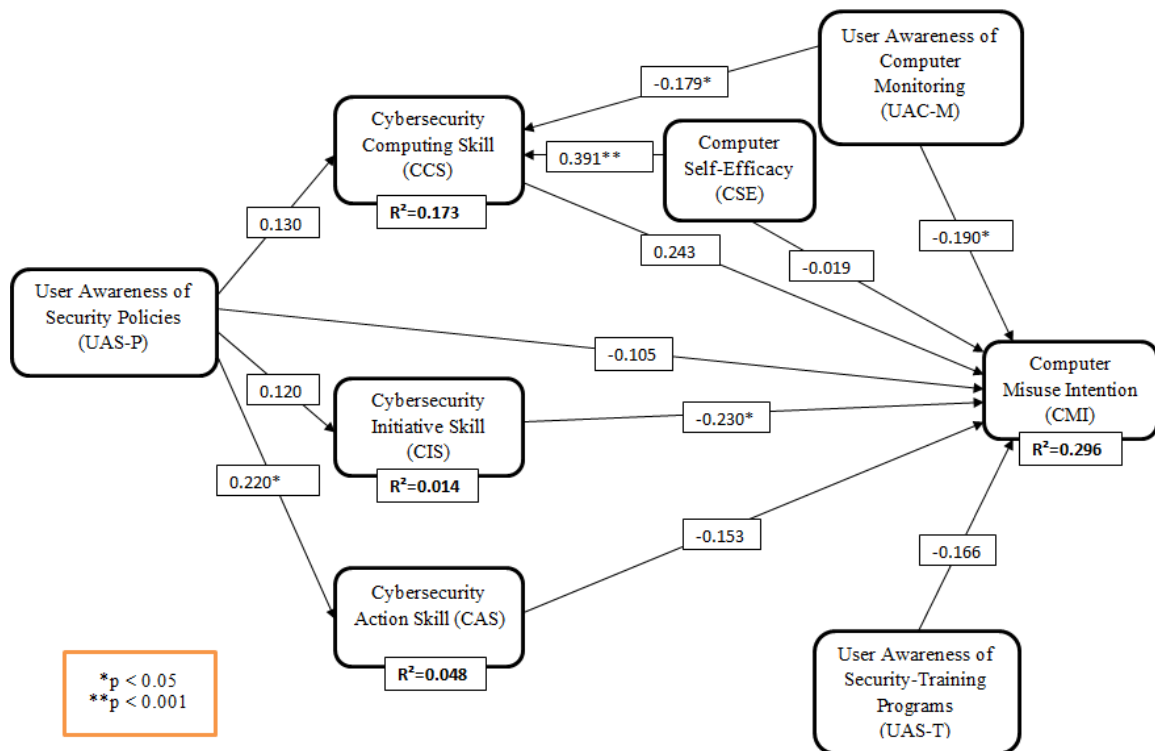 User Awareness of
Computer
Monitoring
(UAC-M)
-0.179*
Cybersecurity
Computing Skill
(CCS)
R²=0.173
0.391**
Computer
Self-Efficacy
(CSE)
0.130
0.243
-0.019
-0.190*
User Awareness of
Security Policies
(UAS-P)
-0.105
Computer
Misuse Intention
(CMI)
R²=0.296
0.120
Cybersecurity
Initiative Skill
(CIS)
R²=0.014
-0.230*
0.220*
-0.153
-0.166
Cybersecurity
Action Skill (CAS)
R²=0.048
User Awareness of
Security-Training
Programs
(UAS-T)
*p < 0.05
**p < 0.001